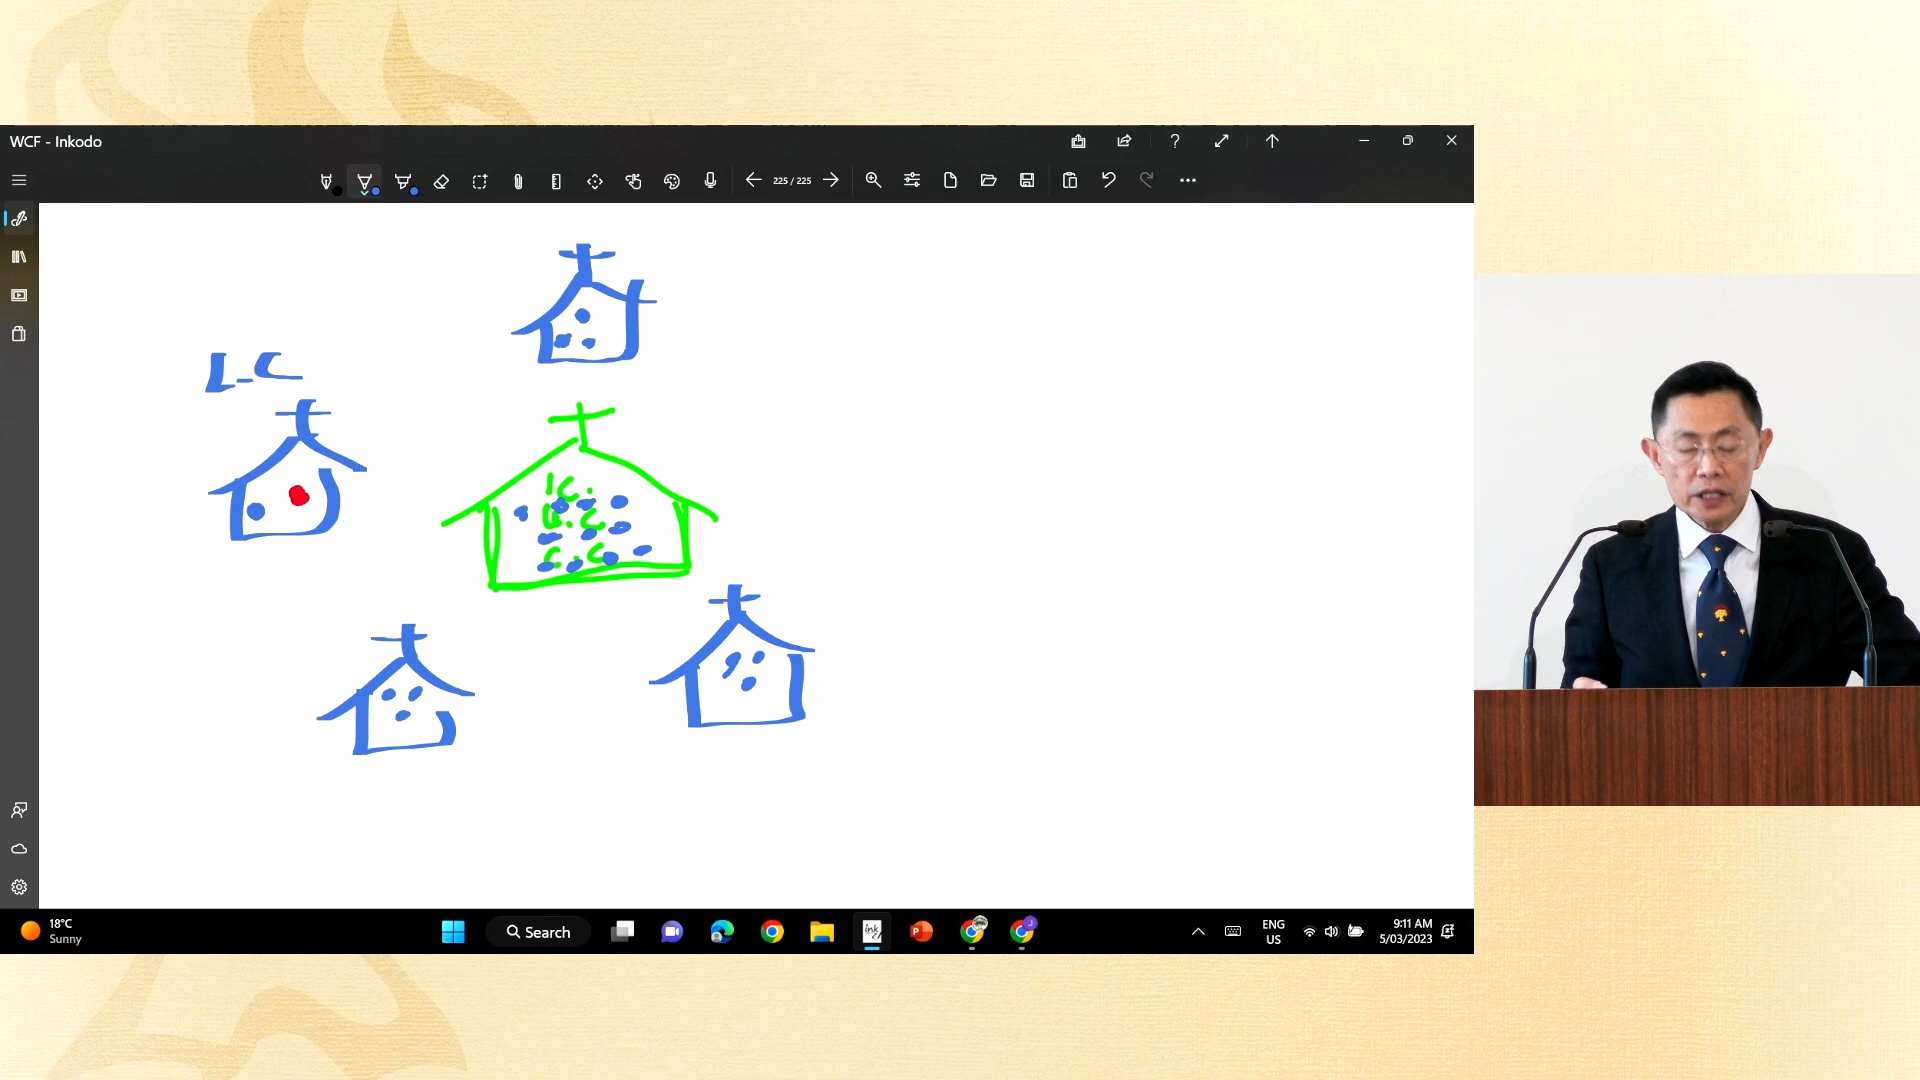 WCF - Inkodo
225 / 225
L.C
I.C.
U.C.
C.C
18°C
Sunny
Search
ENG
US
9:11 AM
5/03/2023